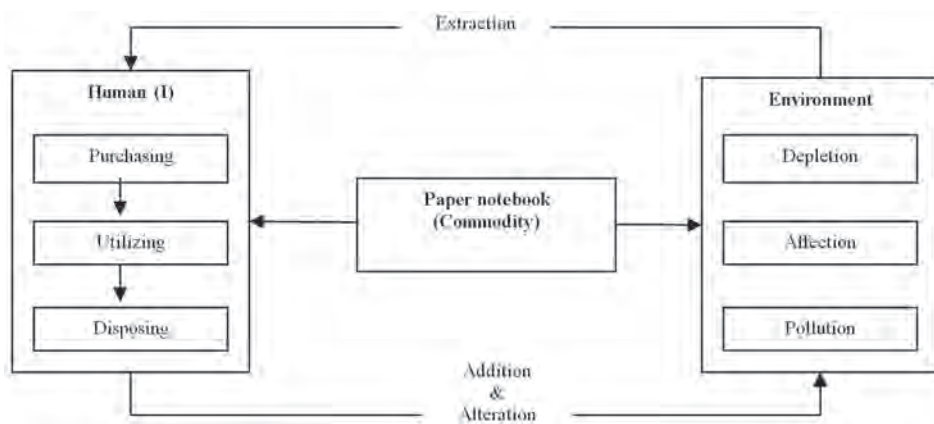 Extraction
Human (I)
Purchasing
Utilizing
Disposing
Paper notebook
(Commodity)
Environment
Depletion
Affection
Pollution
Addition
&
Alteration